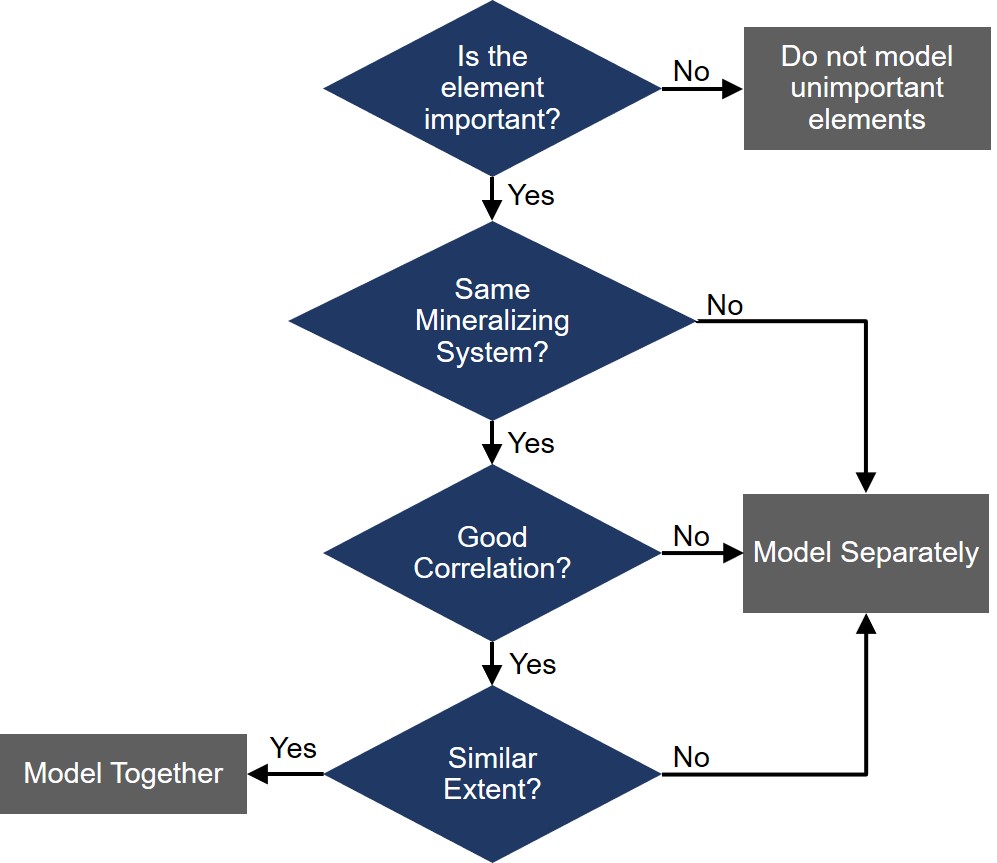 Is the
element
important?
No
Do not model
unimportant
elements
Yes
Same
Mineralizing
System?
No
Yes
Good
Correlation?
No
Model Separately
Yes
Similar
Extent?
Yes
Model Together
No